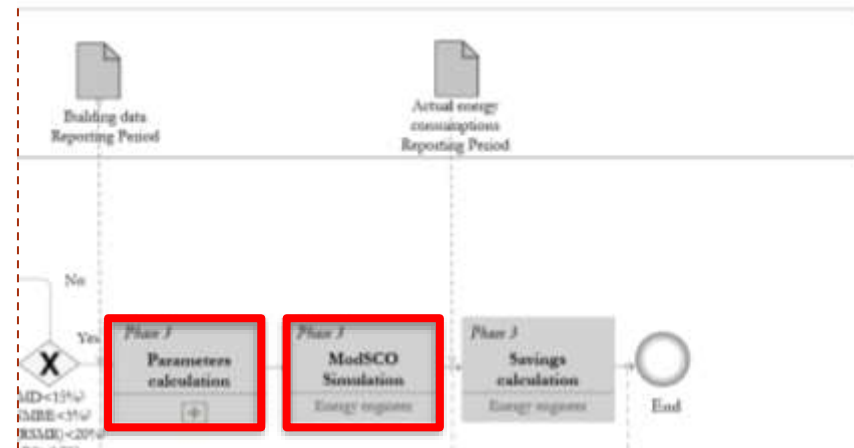 Building data
Reporting Period
Actual energy
consumptions
Reporting Period
No
Yes
X
Phase 3
Parameters
calculation
+
Phase 3
ModSCO
Simulation
Energy engineer
Phase 3
Savings
calculation
Energy engineer
End